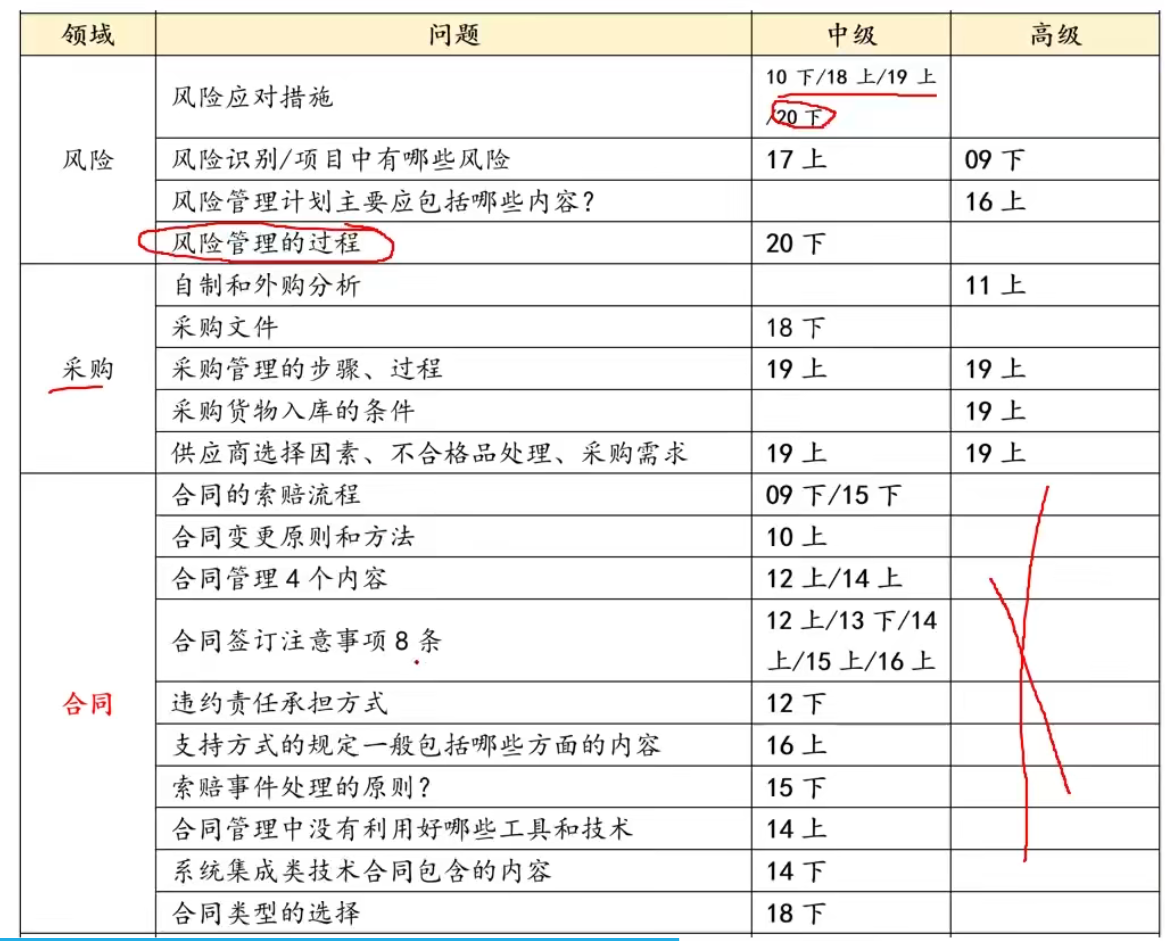 领域 问题 中级 高级
风险 风险应对措施 10 下/18 上/19 上
/20 下
风险识别/项目中有哪些风险 17 上 09 下
风险管理计划主要应包括哪些内容? 16 上
风险管理的过程 20 下
采购 自制和外购分析 11 上
采购文件 18 下
采购管理的步骤、过程 19 上 19 上
采购货物入库的条件 19 上
供应商选择因素、不合格品处理、采购需求 19 上 19 上
合同 合同的索赔流程 09 下/15 下
合同变更原则和方法 10 上
合同管理 4 个内容 12 上/14 上
合同签订注意事项 8 条 12 上/13 下/14
上/15 上/16 上
违约责任承担方式 12 下
支持方式的规定一般包括哪些方面的内容 16 上
索赔事件处理的原则? 15 下
合同管理中没有利用好哪些工具和技术 14 上
系统集成类技术合同包含的内容 14 下
合同类型的选择 18 下